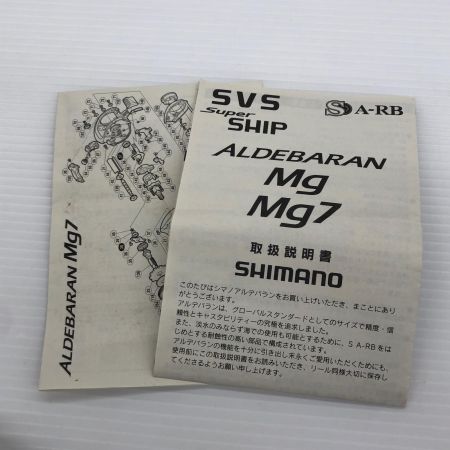 SVS
Super
SHIP
S A-RB
ALDEBARAN
Mg
Mg7
取扱説明書
SHIMANO
このたびはシマノアルデバランをお買い上げいただき、まことにあり
がとうございます。
アルデバランは、グローバルスタンダードとしてのサイズで精度・信
頼性とキャスタビリティーの究極を追求しました。
また、淡水のみならず海での使用も可能とするために、S A-RBをは
じめとする耐蝕性の高い部品で構成されています。
アルデバランの機能を十分に引き出し末永くご愛用いただくためにも、
使用前にこの取扱説明書をお読みいただき、リール同様大切に保存し
てくださるようお願い申し上げます。
ALDEBARAN Mg7